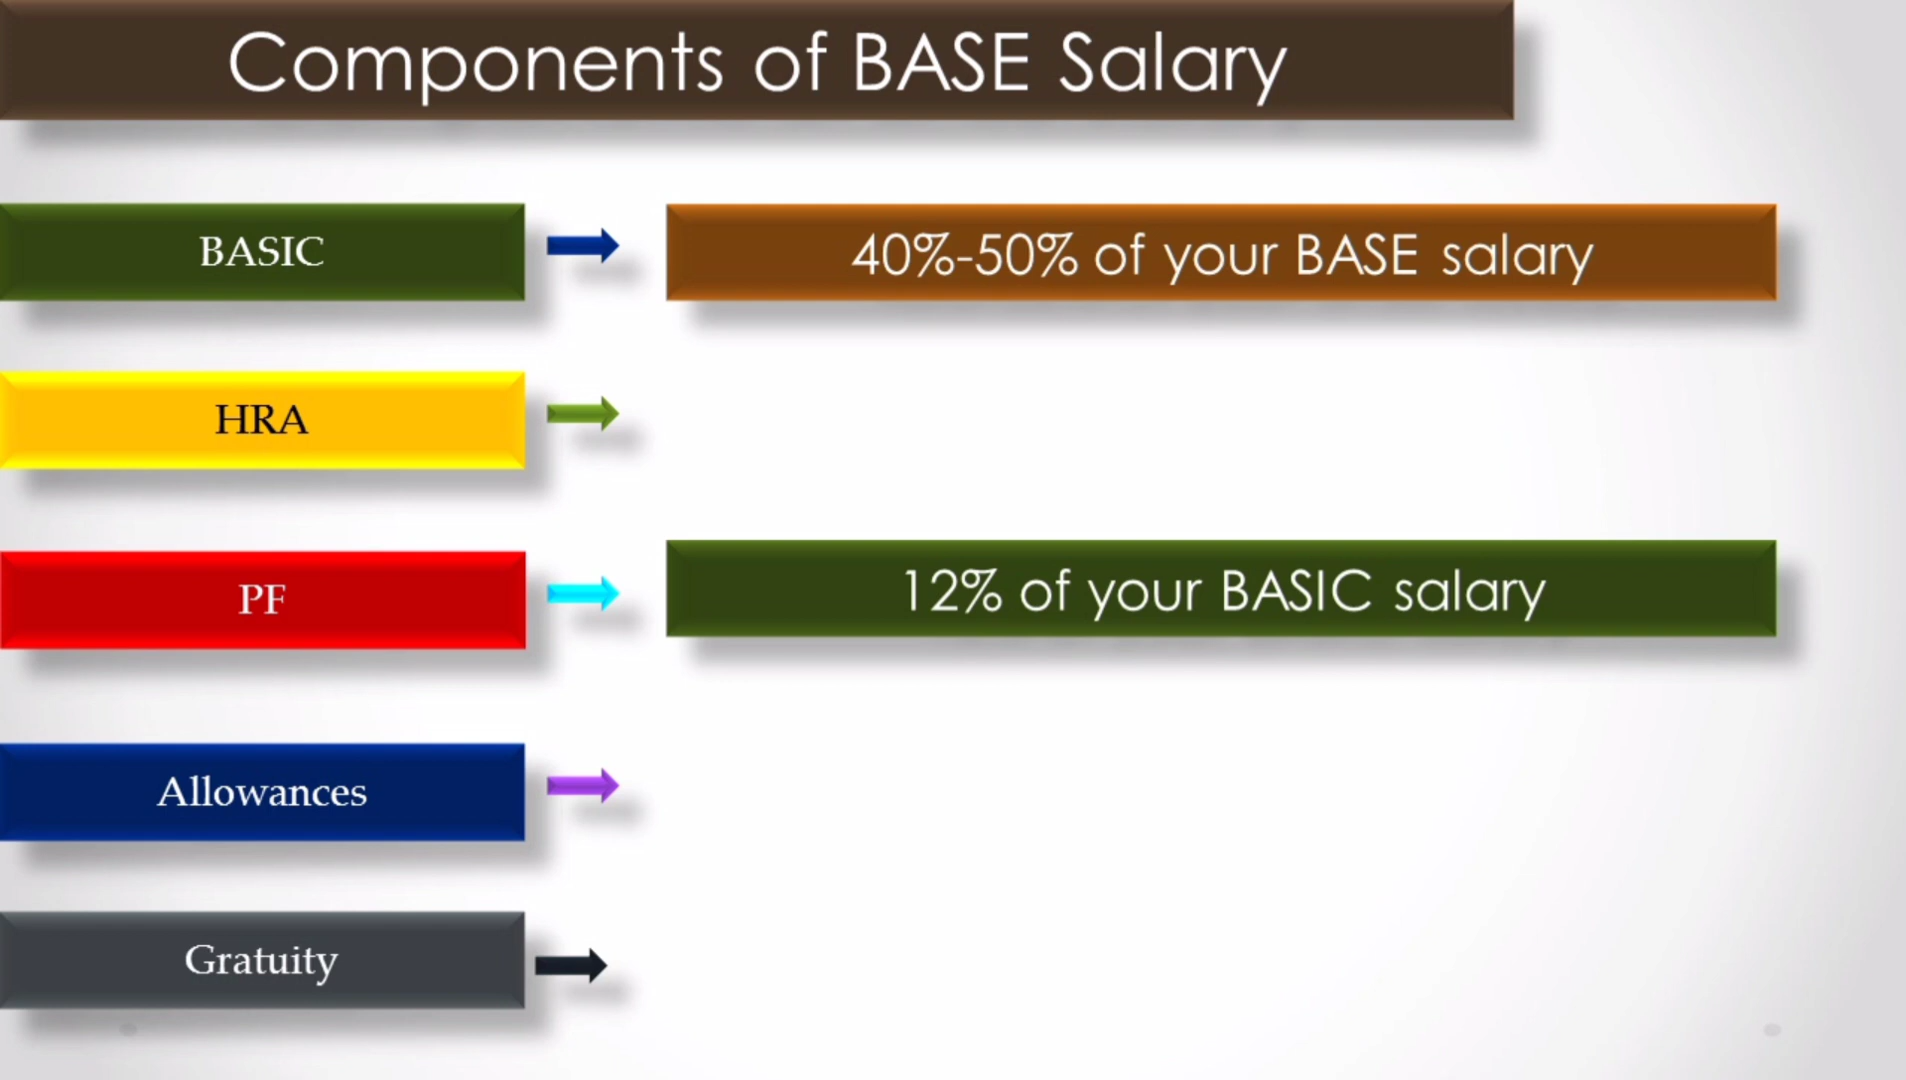 Components of BASE Salary
BASIC
40%-50% of your BASE salary
HRA
PF
12% of your BASIC salary
Allowances
Gratuity